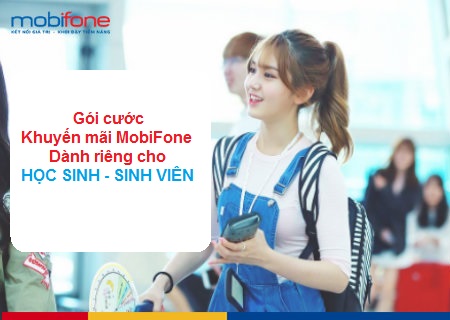 mobifone
KẾT NỐI GIÁ TRỊ - KHƠI DẬY TIỀM NĂNG
Gói cước
Khuyến mãi MobiFone
Dành riêng cho
HỌC SINH - SINH VIÊN